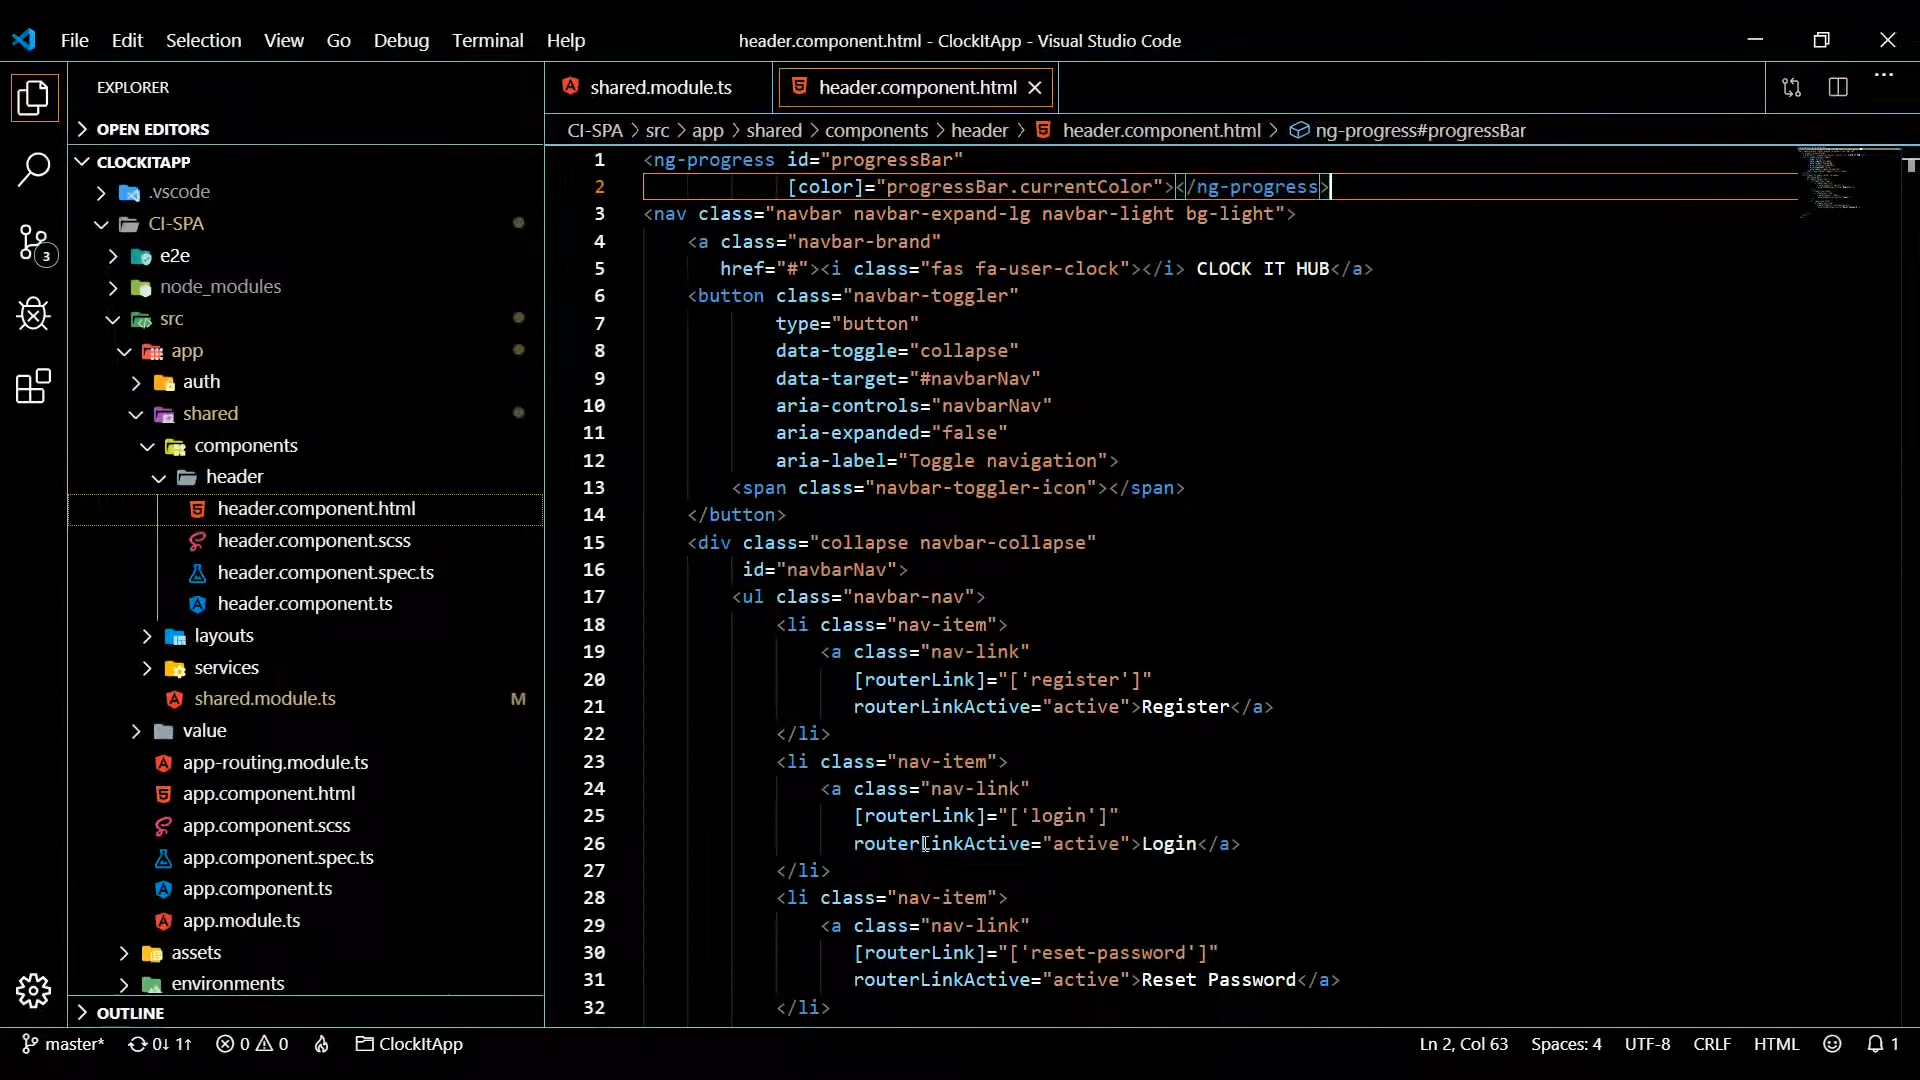 File Edit Selection View Go Debug Terminal Help
header.component.html - ClockItApp - Visual Studio Code
EXPLORER
OPEN EDITORS
CLOCKITAPP
.vscode
CI-SPA
e2e
node_modules
src
app
auth
shared
components
header
header.component.html
header.component.scss
header.component.spec.ts
header.component.ts
layouts
services
shared.module.ts M
value
app-routing.module.ts
app.component.html
app.component.scss
app.component.spec.ts
app.component.ts
app.module.ts
assets
environments
OUTLINE
3
shared.module.ts
header.component.html
CI-SPA > src > app > shared > components > header > header.component.html > ng-progress#progressBar
1 <ng-progress id="progressBar"
2 [color]="progressBar.currentColor"></ng-progress>
3 <nav class="navbar navbar-expand-lg navbar-light bg-light">
4 <a class="navbar-brand"
5 href="#"><i class="fas fa-user-clock"></i> CLOCK IT HUB</a>
6 <button class="navbar-toggler"
7 type="button"
8 data-toggle="collapse"
9 data-target="#navbarNav"
10 aria-controls="navbarNav"
11 aria-expanded="false"
12 aria-label="Toggle navigation">
13 <span class="navbar-toggler-icon"></span>
14 </button>
15 <div class="collapse navbar-collapse"
16 id="navbarNav">
17 <ul class="navbar-nav">
18 <li class="nav-item">
19 <a class="nav-link"
20 [routerLink]="['register']"
21 routerLinkActive="active">Register</a>
22 </li>
23 <li class="nav-item">
24 <a class="nav-link"
25 [routerLink]="['login']"
26 routerLinkActive="active">Login</a>
27 </li>
28 <li class="nav-item">
29 <a class="nav-link"
30 [routerLink]="['reset-password']"
31 routerLinkActive="active">Reset Password</a>
32 </li>
master* 0↓ 1↑ 0 0 ClockItApp
Ln 2, Col 63 Spaces: 4 UTF-8 CRLF HTML 1